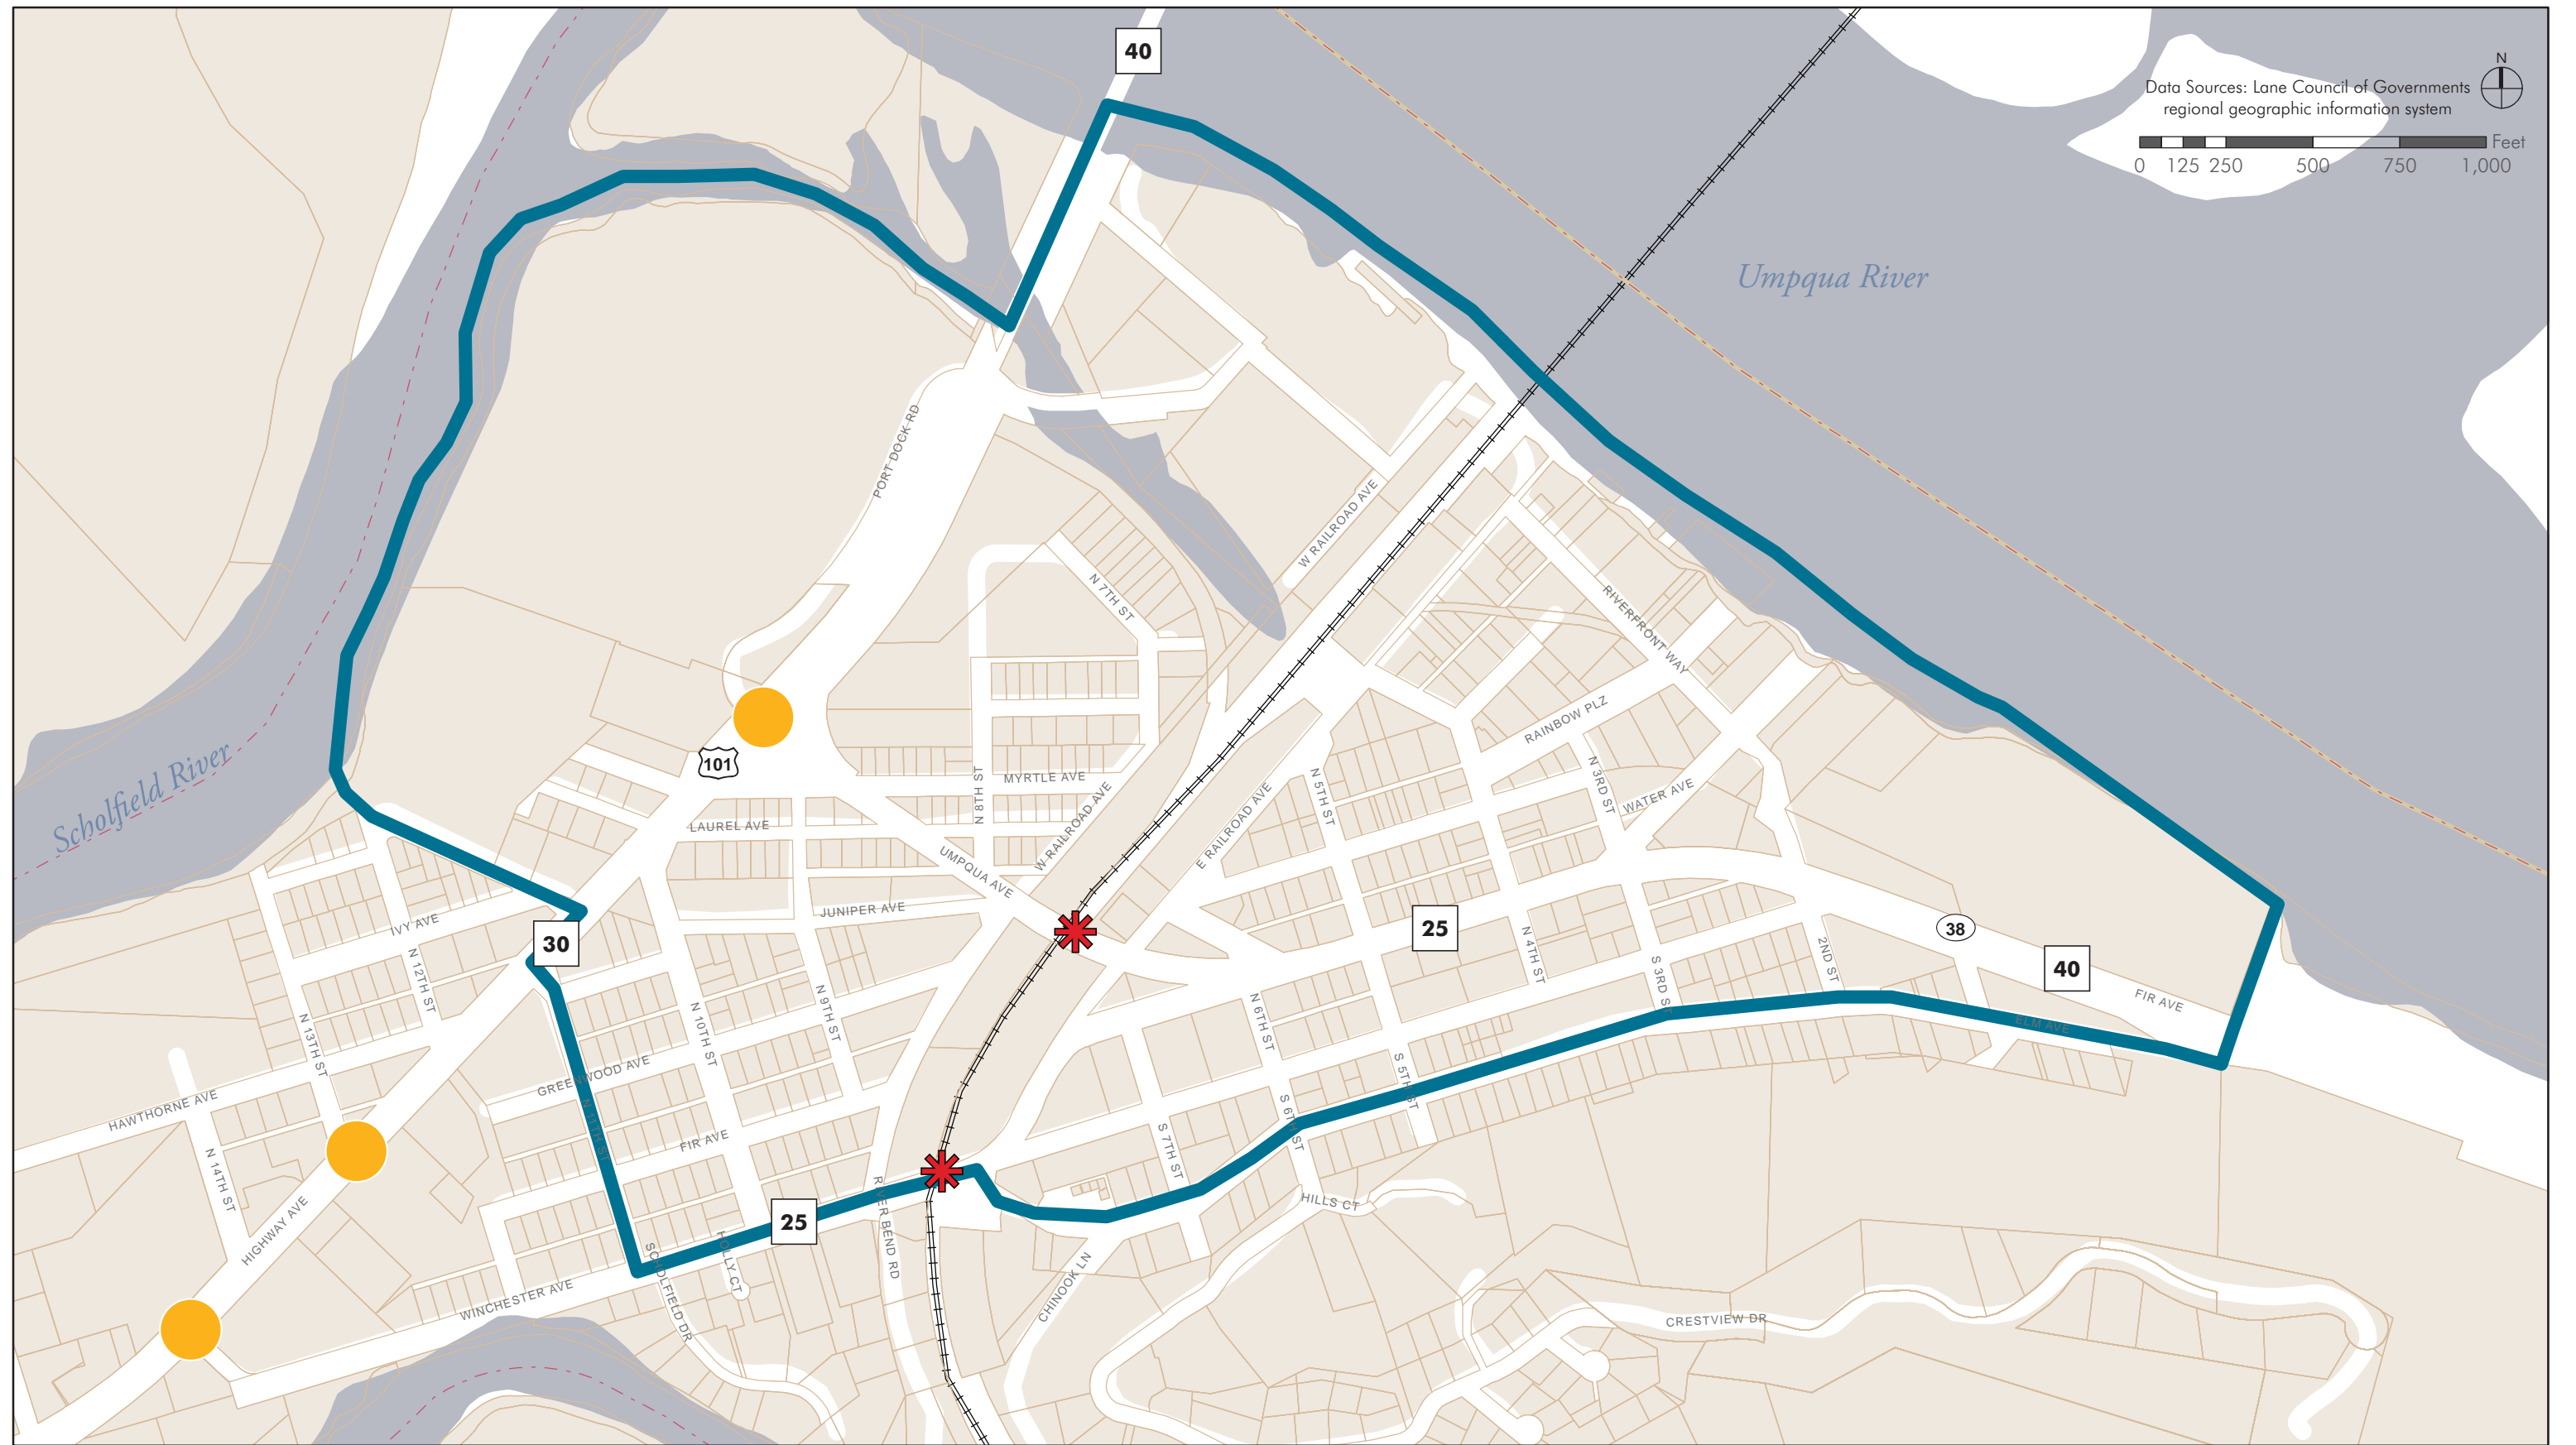 40
N
Data Sources: Lane Council of Governments
regional geographic information system
Feet
0 125 250 500 750 1,000
Umpqua River
PORT DOCK RD
W RAILROAD AVE
N 7TH ST
RIVERFRONT WAY
RAINBOW PLZ
101
Scholfield River
MYRTLE AVE
N 8TH ST
W RAILROAD AVE
E RAILROAD AVE
N 5TH ST
N 3RD ST
WATER AVE
LAUREL AVE
UMPQUA AVE
JUNIPER AVE
IVY AVE
30
25
38
40
N 12TH ST
N 4TH ST
S 3RD ST
2ND ST
FIR AVE
ELM AVE
N 13TH ST
N 10TH ST
N 9TH ST
N 6TH ST
GREENWOOD AVE
HAWTHORNE AVE
N 11TH ST
FIR AVE
S 5TH ST
S 6TH ST
S 7TH ST
N 14TH ST
HIGHWAY AVE
25
RIVER BEND RD
HILLS CT
HOLLY CT
SCHOLFIELD DR
WINCHESTER AVE
CHINOOK LN
CRESTVIEW DR